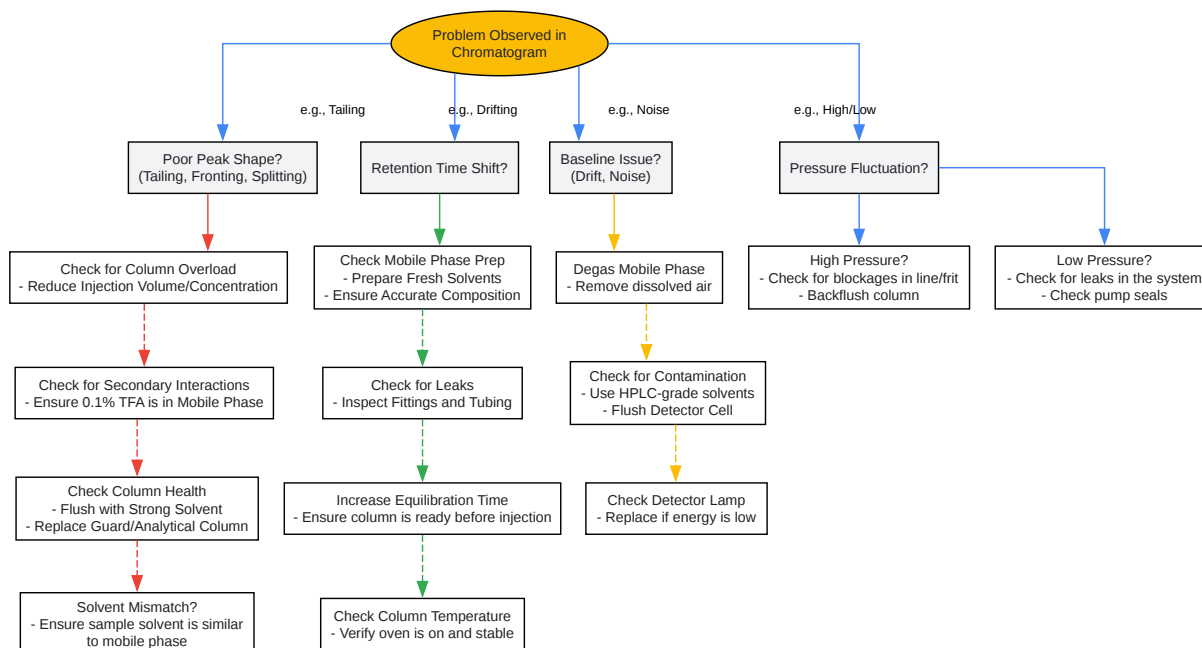 Problem Observed in
Chromatogram
e.g., Tailing
e.g., Drifting
e.g., Noise
e.g., High/Low
Poor Peak Shape?
(Tailing, Fronting, Splitting)
Retention Time Shift?
Baseline Issue?
(Drift, Noise)
Pressure Fluctuation?
Check for Column Overload
- Reduce Injection Volume/Concentration
Check Mobile Phase Prep
- Prepare Fresh Solvents
- Ensure Accurate Composition
Degas Mobile Phase
- Remove dissolved air
High Pressure?
- Check for blockages in line/frit
- Backflush column
Low Pressure?
- Check for leaks in the system
- Check pump seals
Check for Secondary Interactions
- Ensure 0.1% TFA is in Mobile Phase
Check for Leaks
- Inspect Fittings and Tubing
Check for Contamination
- Use HPLC-grade solvents
- Flush Detector Cell
Check Column Health
- Flush with Strong Solvent
- Replace Guard/Analytical Column
Increase Equilibration Time
- Ensure column is ready before injection
Check Detector Lamp
- Replace if energy is low
Solvent Mismatch?
- Ensure sample solvent is similar
to mobile phase
Check Column Temperature
- Verify oven is on and stable